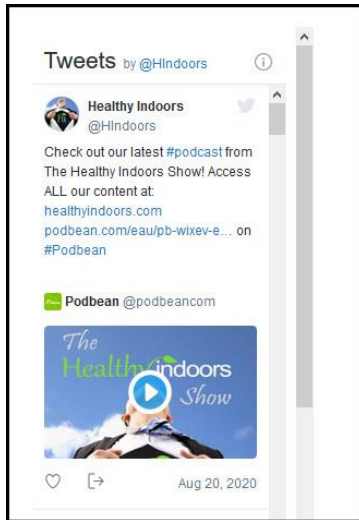 Tweets by @HIndoors
Healthy Indoors
@HIndoors
Check out our latest #podcast from
The Healthy Indoors Show! Access
ALL our content at:
healthyindoors.com
podbean.com/eau/pb-wixev-e… on
#Podbean
Podbean @podbeancom
The
Healthy indoors
Show
Aug 20, 2020